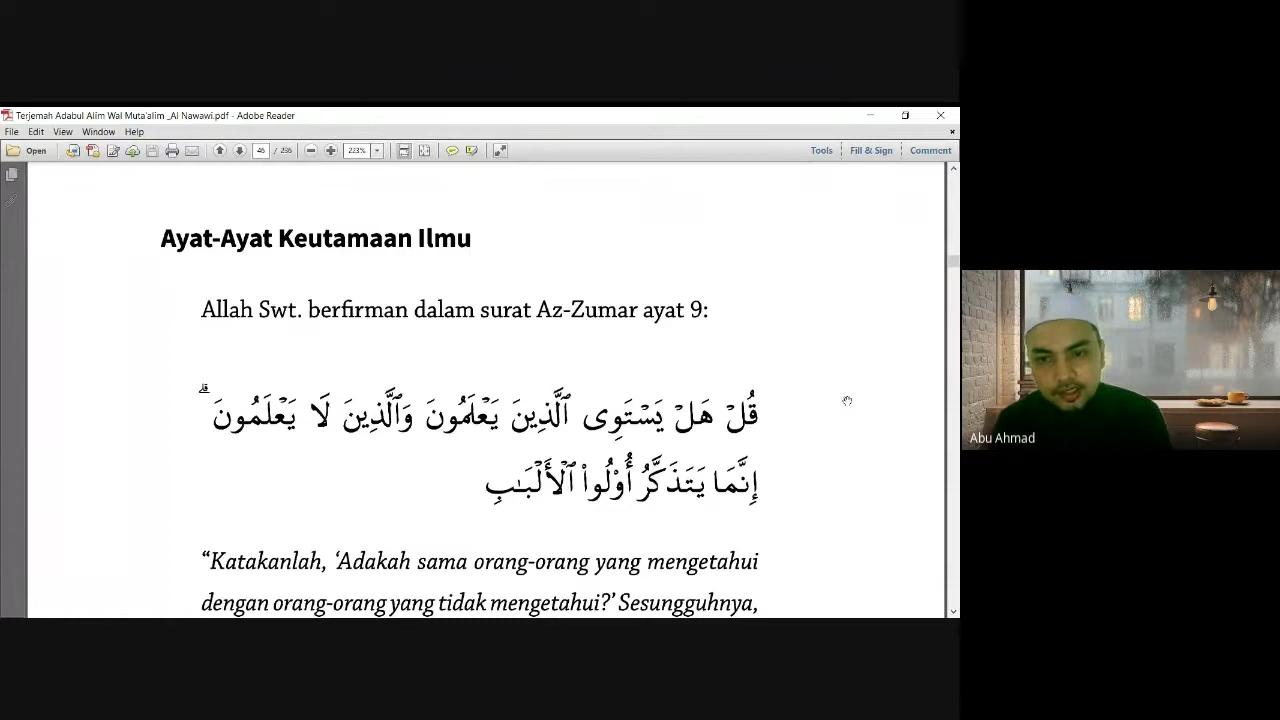 Terjemah Adabul Alim Wal Muta'alim _Al Nawawi.pdf - Adobe Reader
File Edit View Window Help
Open 46 / 236 223% Tools Fill & Sign Comment
Ayat-Ayat Keutamaan Ilmu
Allah Swt. berfirman dalam surat Az-Zumar ayat 9:
قُلۡ هَلۡ يَسۡتَوِى ٱلَّذِينَ يَعۡلَمُونَ وَٱلَّذِينَ لَا يَعۡلَمُونَ ۗ
إِنَّمَا يَتَذَكَّرُ أُوْلُواْ ٱلۡأَلۡبَـٰبِ
“Katakanlah, ‘Adakah sama orang-orang yang mengetahui
dengan orang-orang yang tidak mengetahui?’ Sesungguhnya,
Abu Ahmad